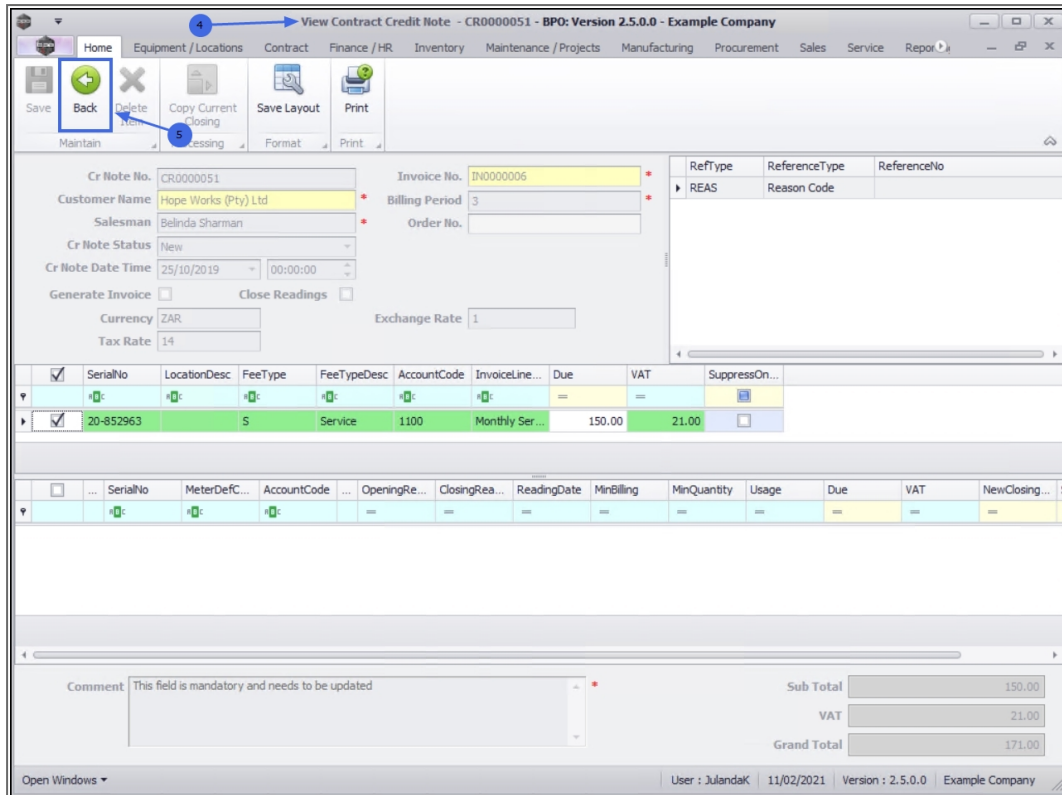 4
View Contract Credit Note - CR0000051 - BPO: Version 2.5.0.0 - Example Company
Home Equipment / Locations Contract Finance / HR Inventory Maintenance / Projects Manufacturing Procurement Sales Service Repor
Save Back Delete Item Copy Current Closing Save Layout Print
5
Maintain Format Print
Cr Note No. CR0000051 Invoice No. IN0000006 *
Customer Name Hope Works (Pty) Ltd * Billing Period 3 *
Salesman Belinda Sharman * Order No.
Cr Note Status New
Cr Note Date Time 25/10/2019 00:00:00
Generate Invoice Close Readings
Currency ZAR Exchange Rate 1
Tax Rate 14
RefType ReferenceType ReferenceNo
REAS Reason Code
SerialNo LocationDesc FeeType FeeTypeDesc AccountCode InvoiceLine... Due VAT SuppressOn...
= =
20-852963 S Service 1100 Monthly Ser... 150.00 21.00
... SerialNo MeterDefC... AccountCode ... OpeningRe... ClosingRea... ReadingDate MinBilling MinQuantity Usage Due VAT NewClosing...
= = = = = = = = =
Comment This field is mandatory and needs to be updated *
Sub Total 150.00
VAT 21.00
Grand Total 171.00
Open Windows User : JulandaK 11/02/2021 Version : 2.5.0.0 Example Company